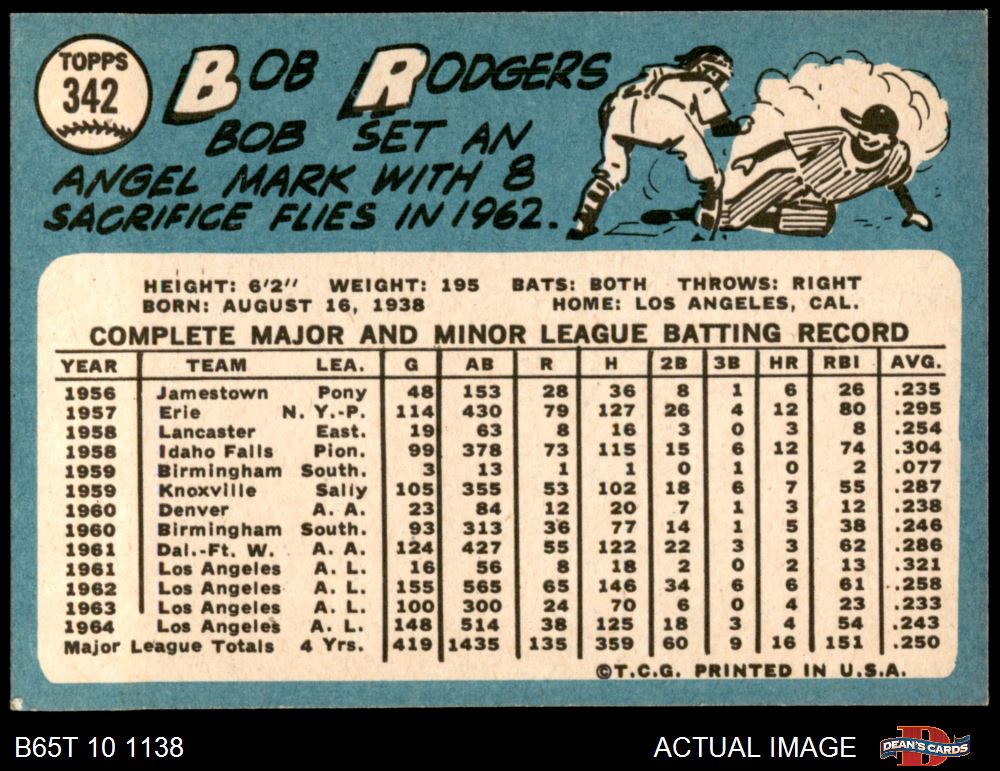 TOPPS
342
BOB RODGERS
BOB SET AN
ANGEL MARK WITH 8
SACRIFICE FLIES IN 1962.
HEIGHT: 6'2" WEIGHT: 195 BATS: BOTH THROWS: RIGHT
BORN: AUGUST 16, 1938 HOME: LOS ANGELES, CAL.
COMPLETE MAJOR AND MINOR LEAGUE BATTING RECORD
YEAR TEAM LEA. G AB R H 2B 3B HR RBI AVG.
1956 Jamestown Pony 48 153 28 36 8 1 6 26 .235
1957 Erie N. Y.-P. 114 430 79 127 26 4 12 80 .295
1958 Lancaster East. 19 63 8 16 3 0 3 8 .254
1958 Idaho Falls Pion. 99 378 73 115 15 6 12 74 .304
1959 Birmingham South. 3 13 1 1 0 1 0 2 .077
1959 Knoxville Sally 105 355 53 102 18 6 7 55 .287
1960 Denver A. A. 23 84 12 20 7 1 3 12 .238
1960 Birmingham South. 93 313 36 77 14 1 5 38 .246
1961 Dal.-Ft. W. A. A. 124 427 55 122 22 3 3 62 .286
1961 Los Angeles A. L. 16 56 8 18 2 0 2 13 .321
1962 Los Angeles A. L. 155 565 65 146 34 6 6 61 .258
1963 Los Angeles A. L. 100 300 24 70 6 0 4 23 .233
1964 Los Angeles A. L. 148 514 38 125 18 3 4 54 .243
Major League Totals 4 Yrs. 419 1435 135 359 60 9 16 151 .250
©T.C.G. PRINTED IN U.S.A.
B65T 10 1138 ACTUAL IMAGE DEAN'S CARDS